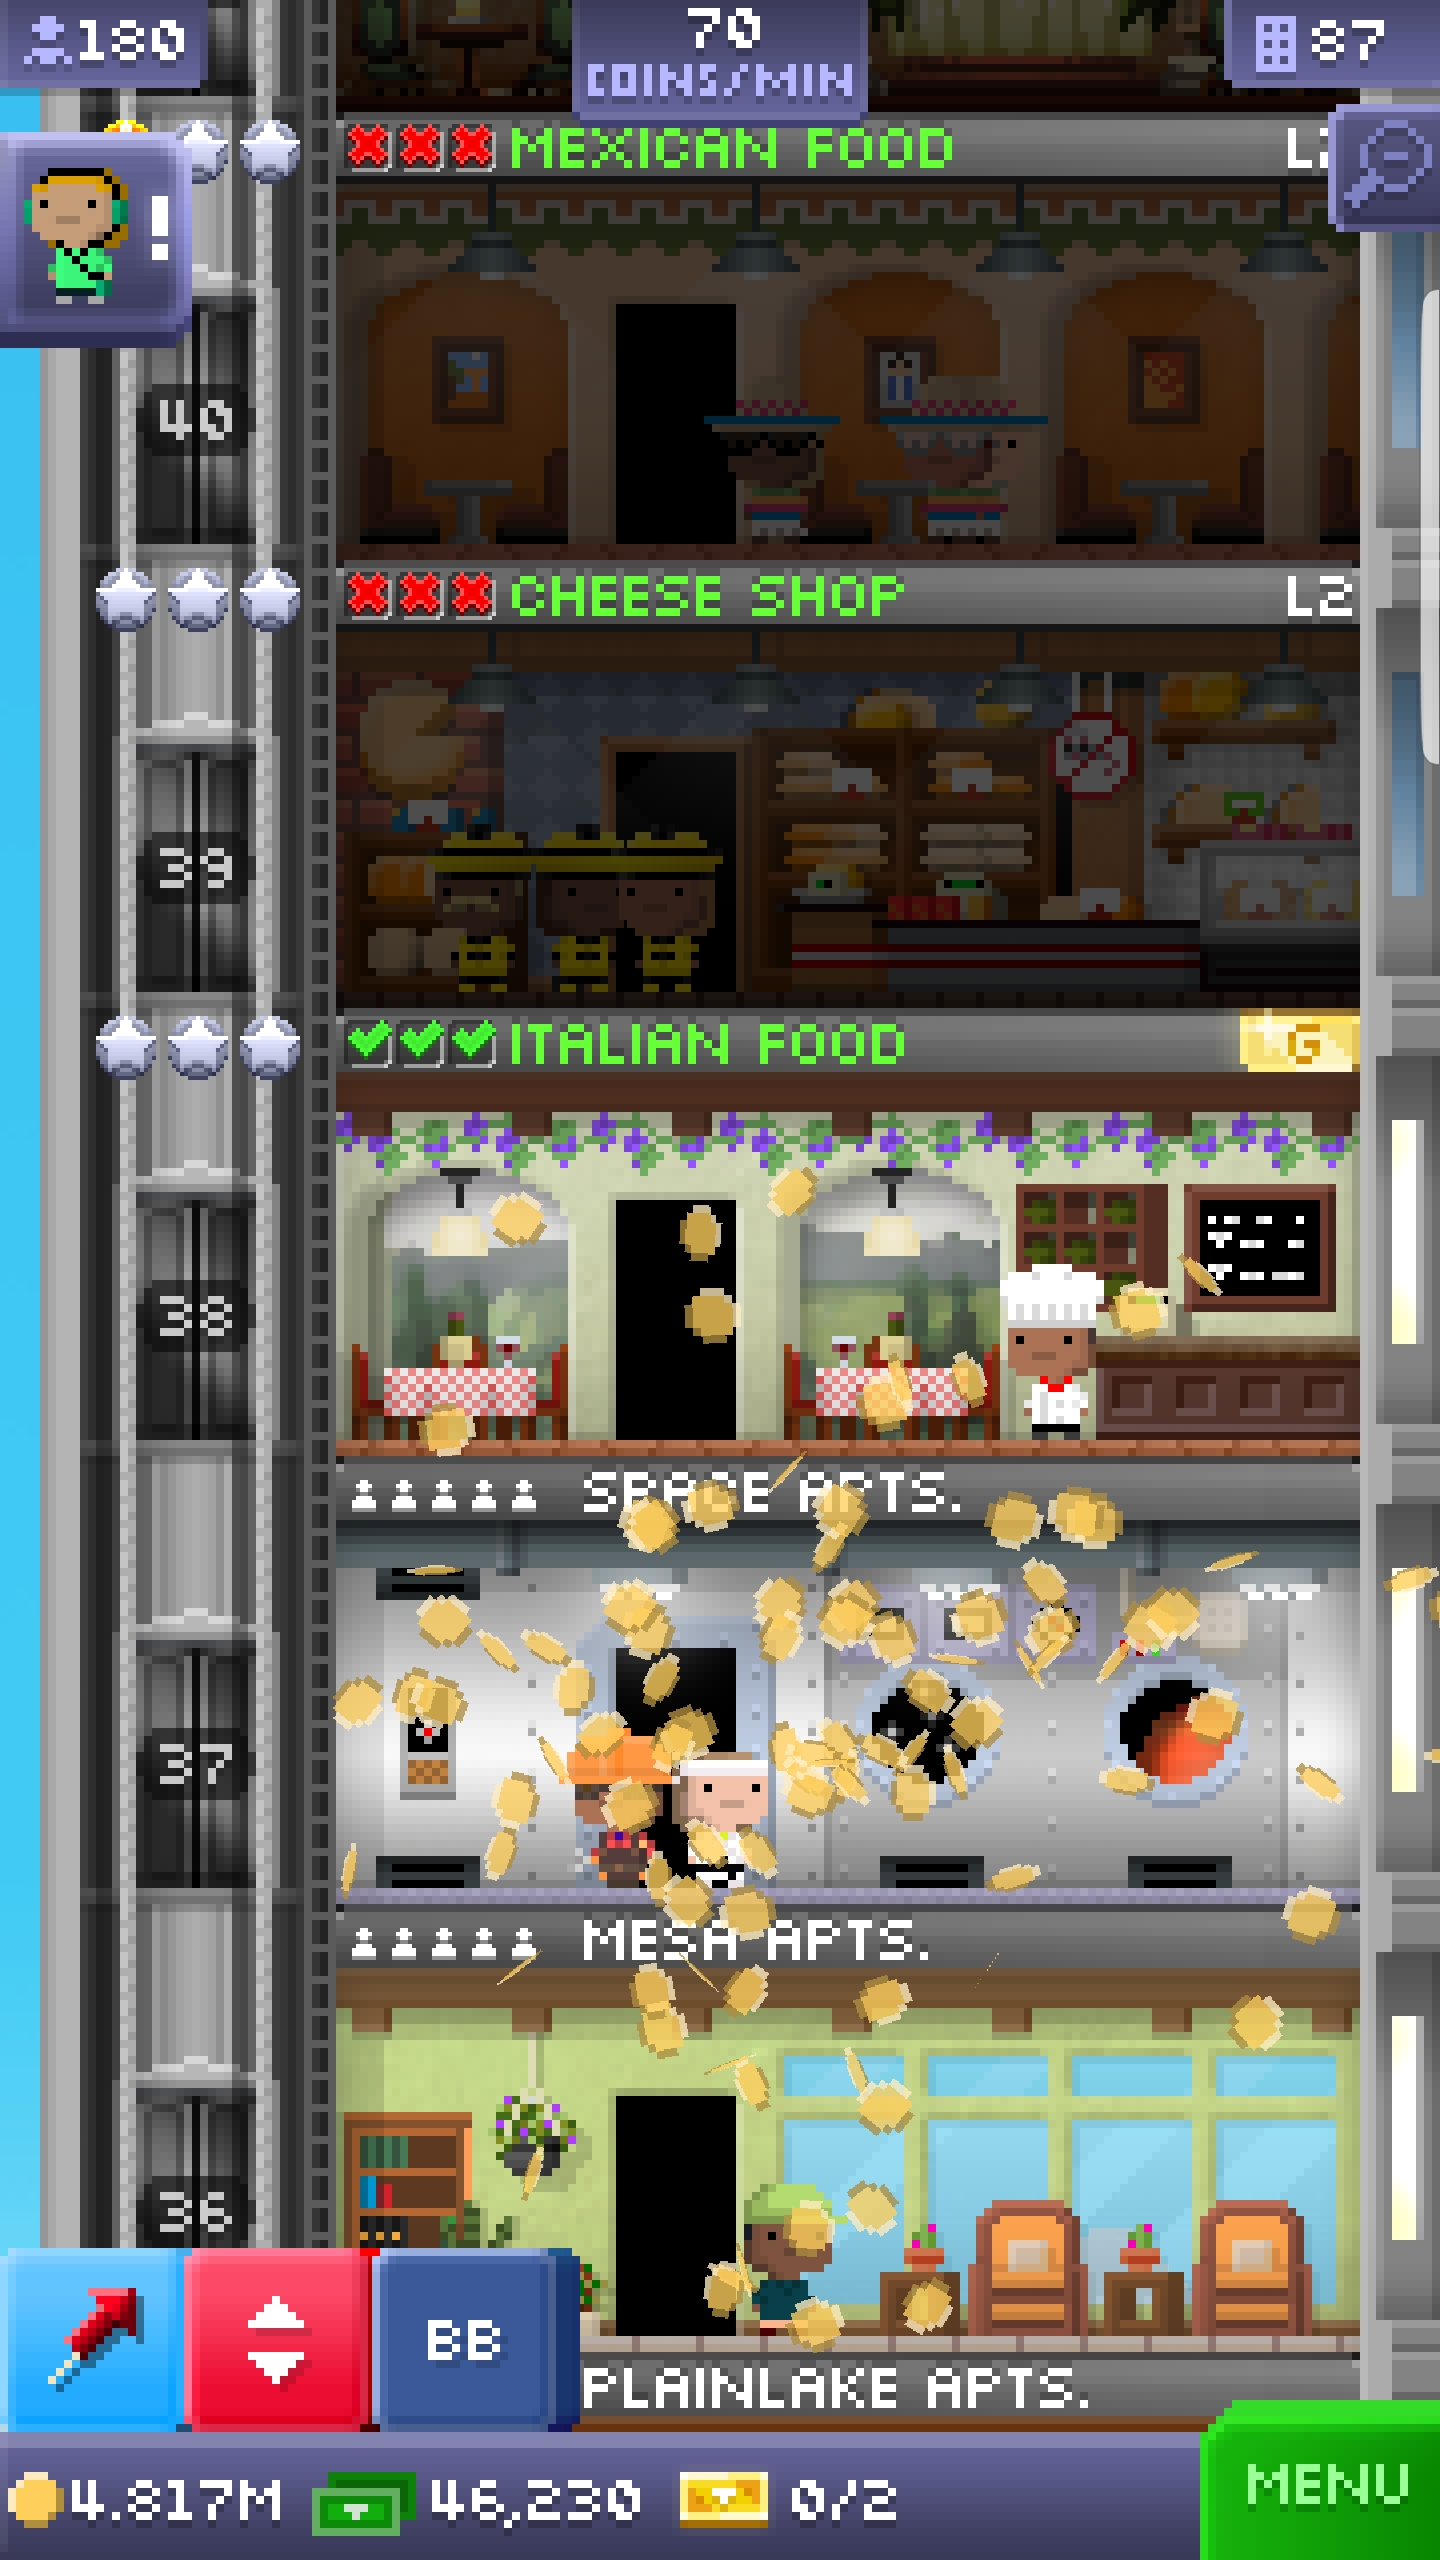 180
70
COINS/MIN
87
MEXICAN FOOD
!
40
CHEESE SHOP L2
39
ITALIAN FOOD G
38
SPACE APTS.
37
MESA APTS.
36
BB
PLAINLAKE APTS.
4.817M 46,230 0/2
MENU